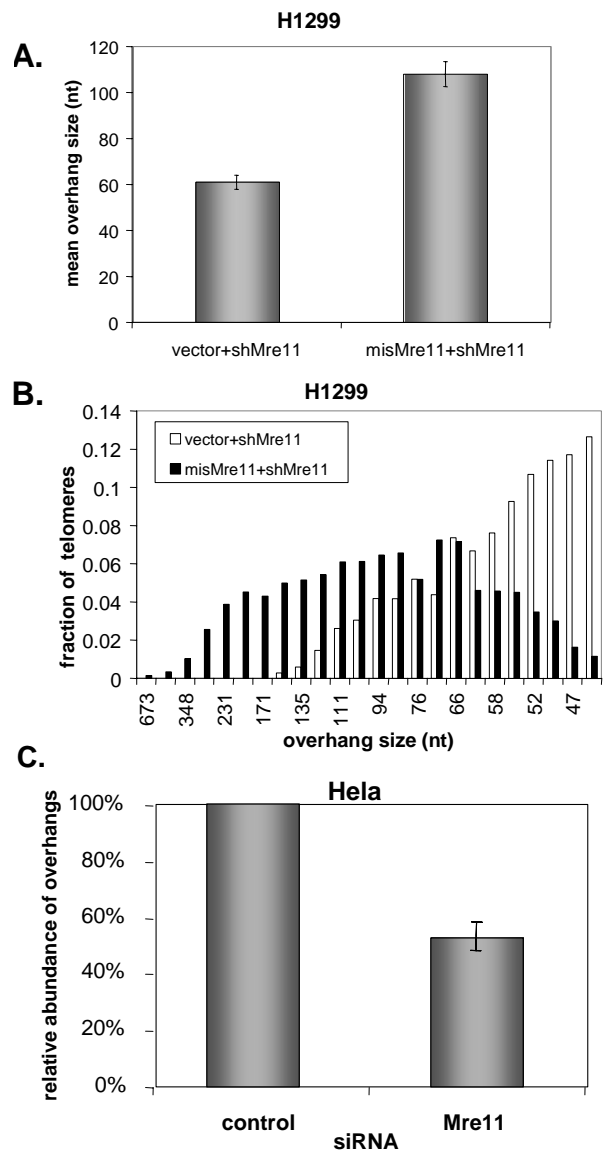 H1299
A.
mean overhang size (nt)
120
100
80
60
40
20
0
vector+shMre11 misMre11+shMre11
H1299
B.
fraction of telomeres
0.14
0.12
0.1
0.08
0.06
0.04
0.02
0
vector+shMre11
misMre11+shMre11
673 348 231 171 135 111 94 76 66 58 52 47
overhang size (nt)
C.
Hela
relative abundance of overhangs
100%
80%
60%
40%
20%
0%
control Mre11
siRNA